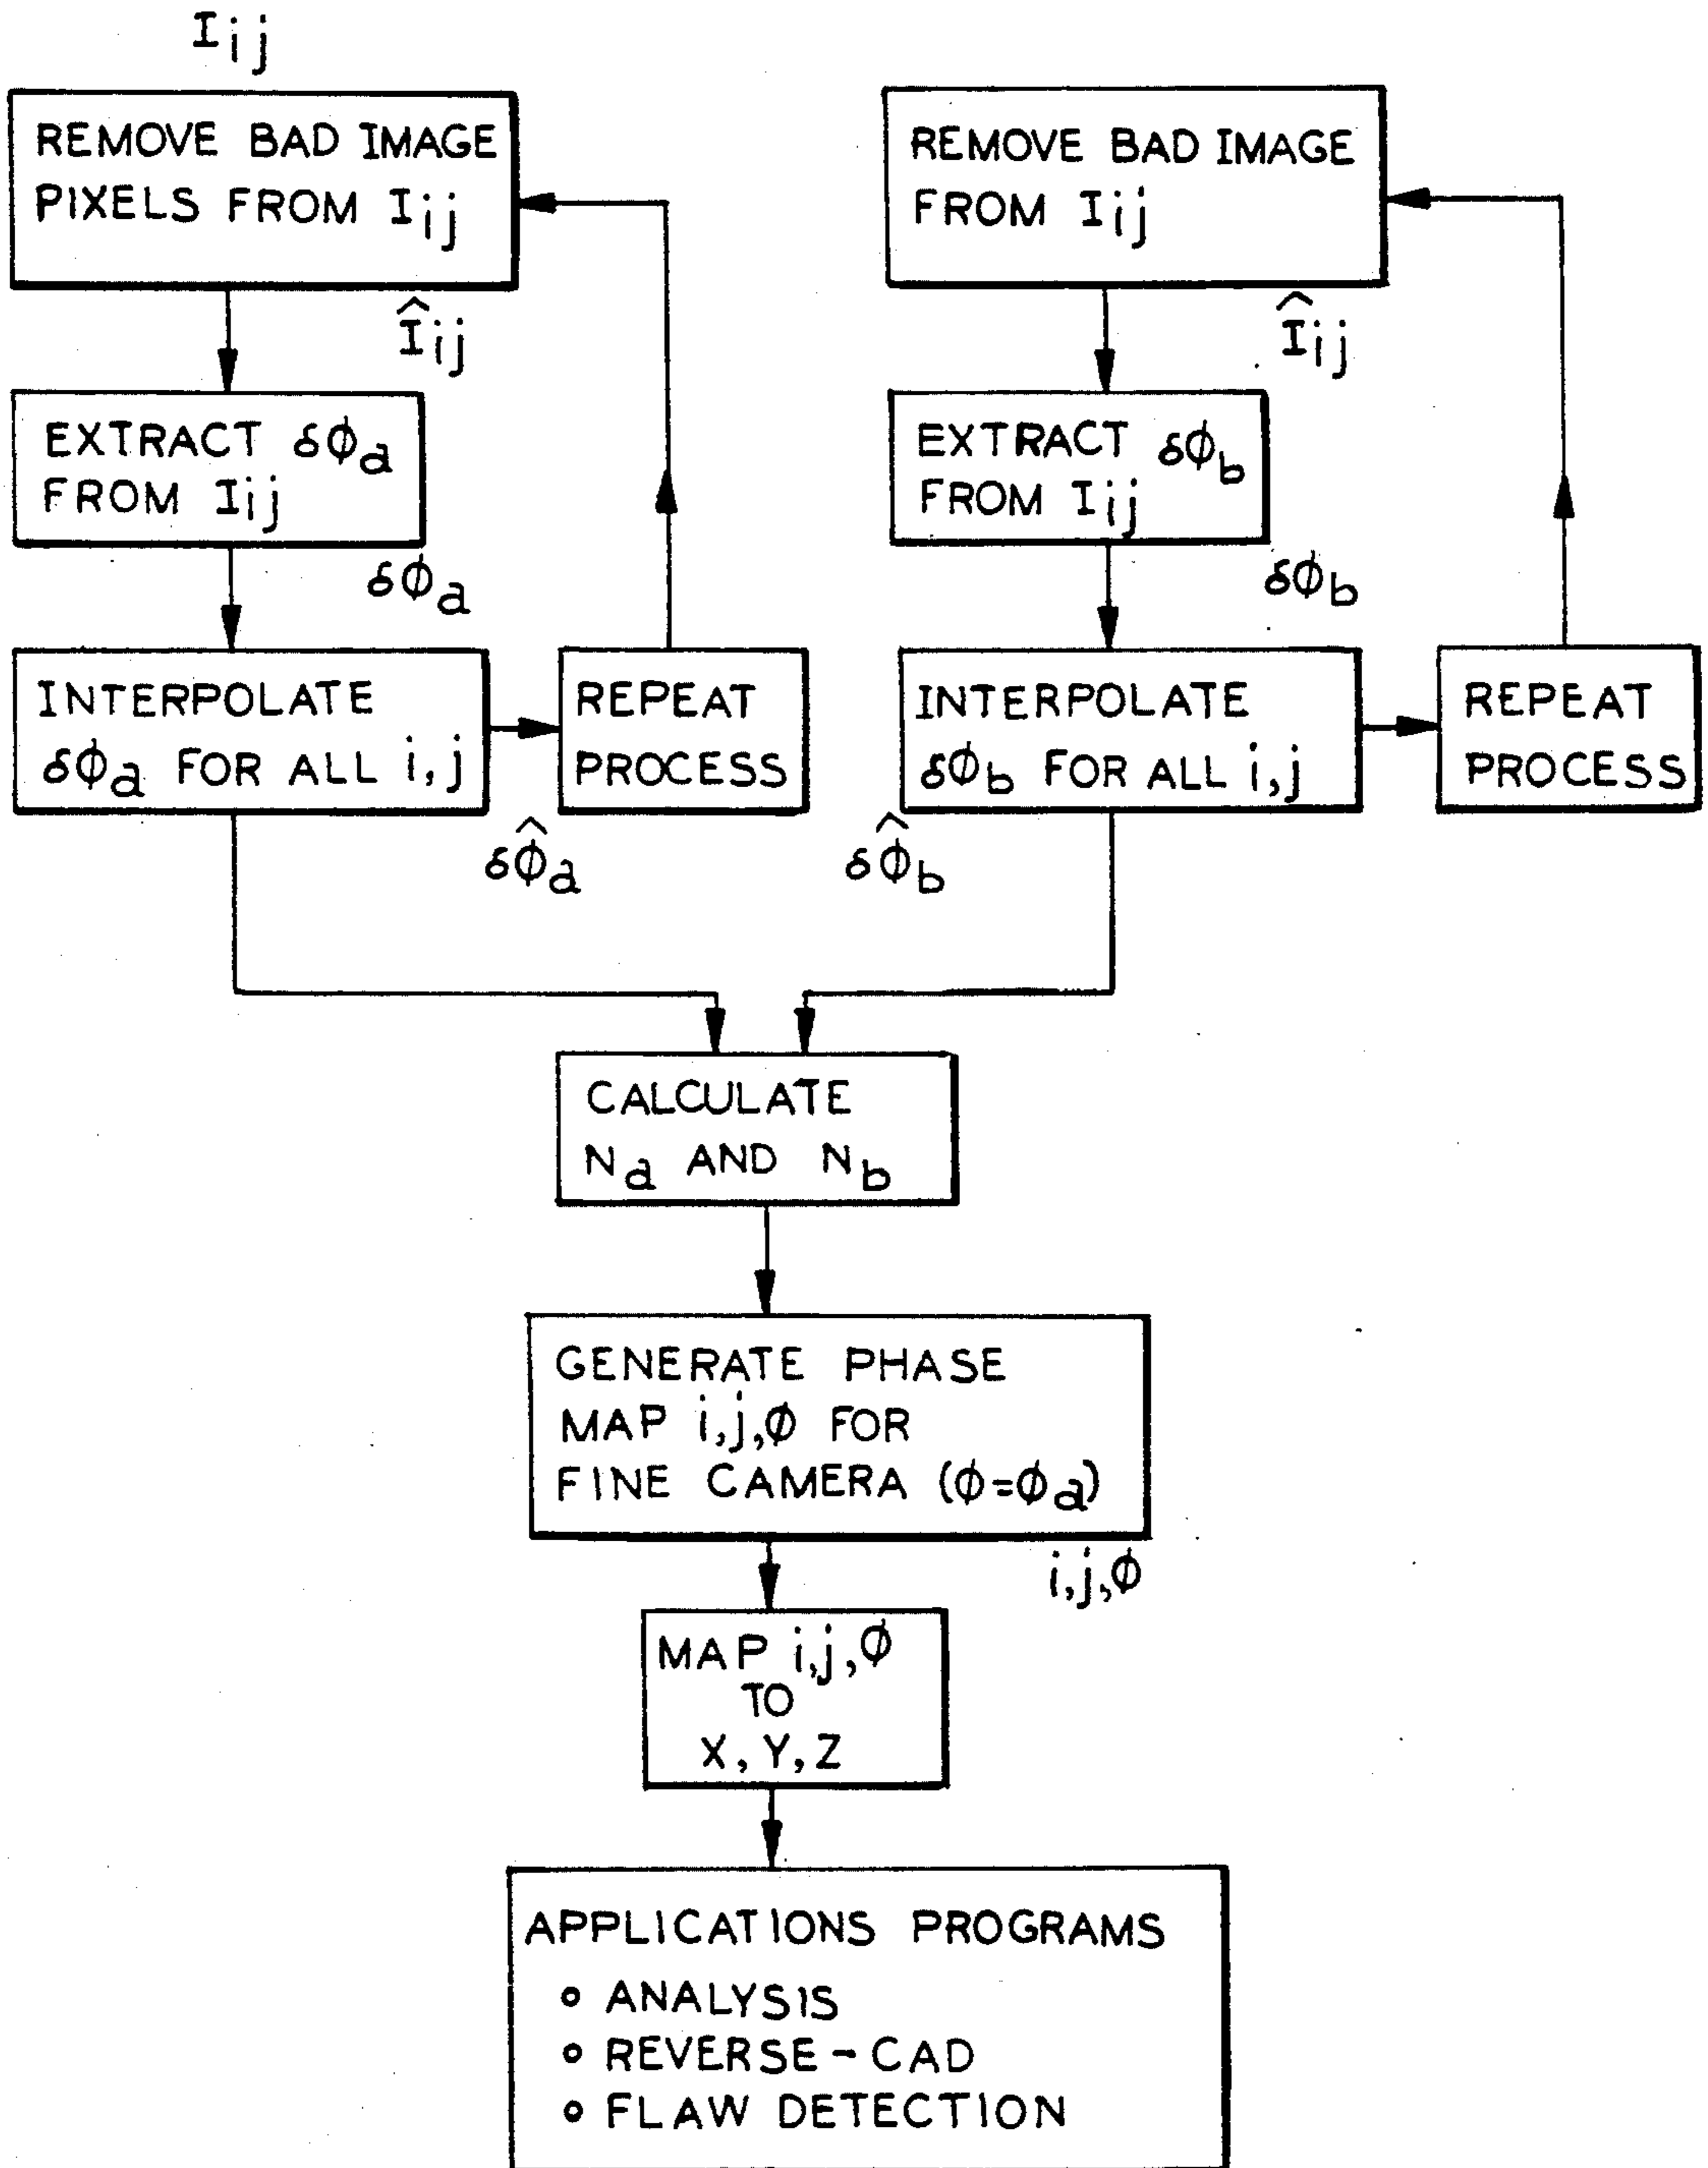 Iij
REMOVE BAD IMAGE
PIXELS FROM Iij
REMOVE BAD IMAGE
FROM Iij
Îij
Îij
EXTRACT δϕa
FROM Iij
EXTRACT δϕb
FROM Iij
δϕa
δϕb
INTERPOLATE
δϕa FOR ALL i,j
REPEAT
PROCESS
INTERPOLATE
δϕb FOR ALL i,j
REPEAT
PROCESS
δϕ̂a
δϕ̂b
CALCULATE
Na AND Nb
GENERATE PHASE
MAP i,j,ϕ FOR
FINE CAMERA (ϕ=ϕa)
i,j,ϕ
MAP i,j,ϕ
TO
X, Y, Z
APPLICATIONS PROGRAMS
∘ ANALYSIS
∘ REVERSE-CAD
∘ FLAW DETECTION